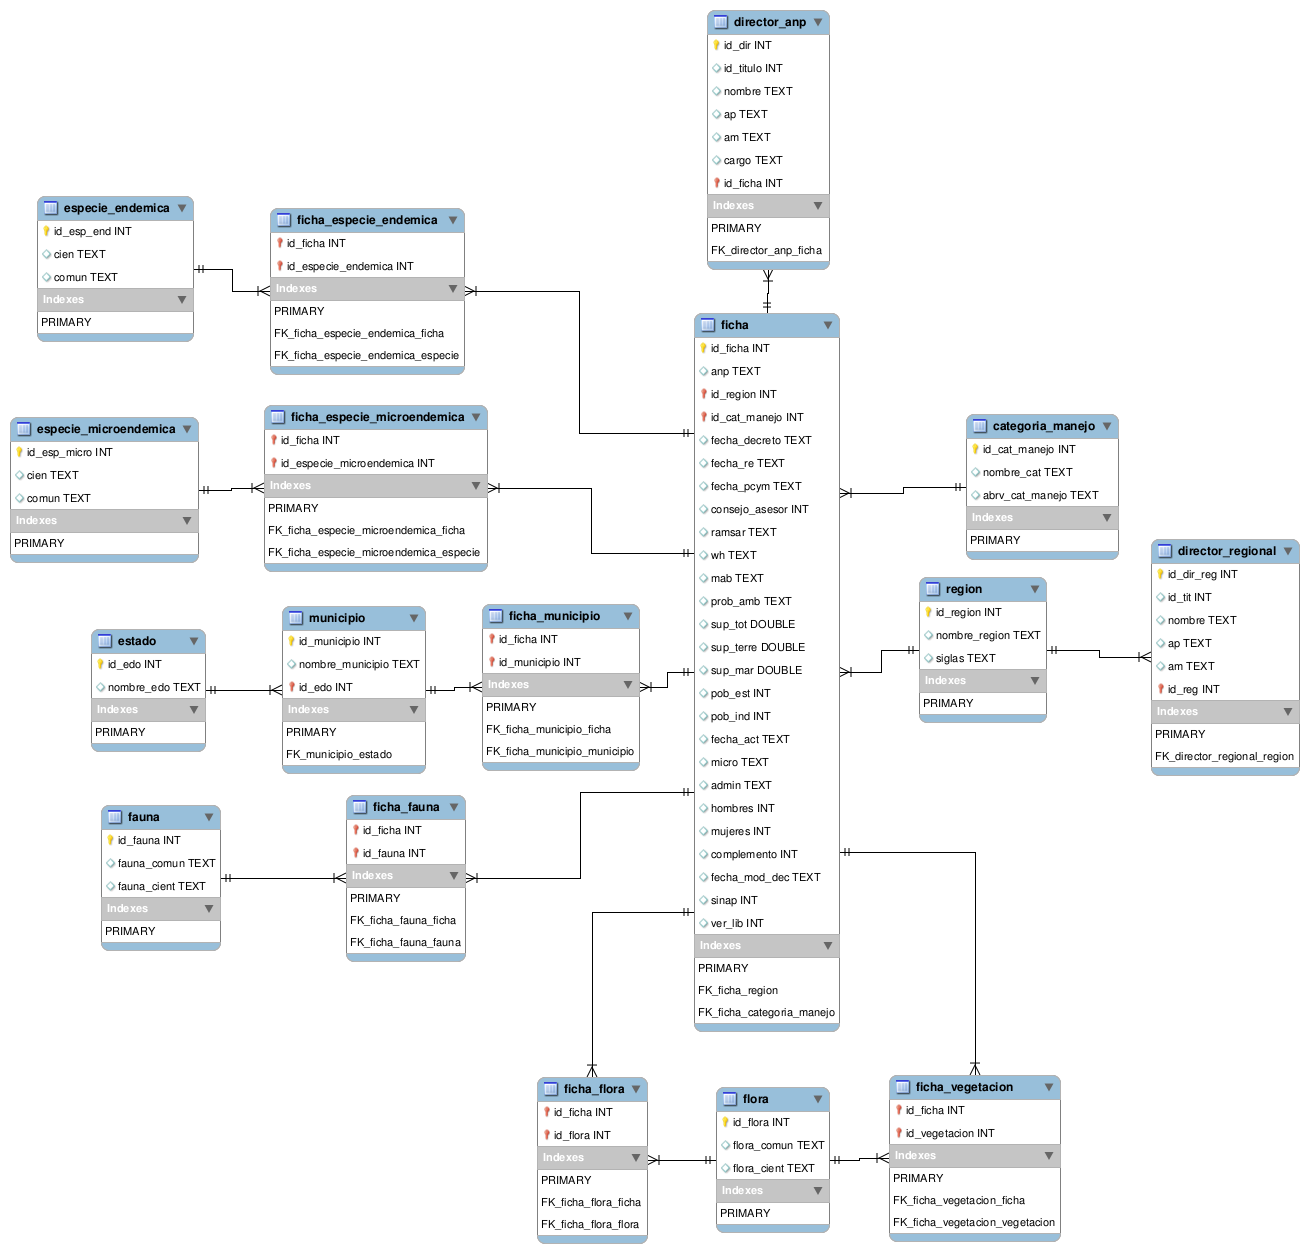 director_anp
id_dir INT
id_titulo INT
nombre TEXT
ap TEXT
am TEXT
cargo TEXT
id_ficha INT
Indexes
PRIMARY
FK_director_anp_ficha
especie_endemica
id_esp_end INT
cien TEXT
comun TEXT
Indexes
PRIMARY
ficha_especie_endemica
id_ficha INT
id_especie_endemica INT
Indexes
PRIMARY
FK_ficha_especie_endemica_ficha
FK_ficha_especie_endemica_especie
ficha
id_ficha INT
anp TEXT
id_region INT
id_cat_manejo INT
fecha_decreto TEXT
fecha_re TEXT
fecha_pcym TEXT
consejo_asesor INT
ramsar TEXT
wh TEXT
mab TEXT
prob_amb TEXT
sup_tot DOUBLE
sup_terre DOUBLE
sup_mar DOUBLE
pob_est INT
pob_ind INT
fecha_act TEXT
micro TEXT
admin TEXT
hombres INT
mujeres INT
complemento INT
fecha_mod_dec TEXT
sinap INT
ver_lib INT
Indexes
PRIMARY
FK_ficha_region
FK_ficha_categoria_manejo
especie_microendemica
id_esp_micro INT
cien TEXT
comun TEXT
Indexes
PRIMARY
ficha_especie_microendemica
id_ficha INT
id_especie_microendemica INT
Indexes
PRIMARY
FK_ficha_especie_microendemica_ficha
FK_ficha_especie_microendemica_especie
categoria_manejo
id_cat_manejo INT
nombre_cat TEXT
abrv_cat_manejo TEXT
Indexes
PRIMARY
director_regional
id_dir_reg INT
id_tit INT
nombre TEXT
ap TEXT
am TEXT
id_reg INT
Indexes
PRIMARY
FK_director_regional_region
region
id_region INT
nombre_region TEXT
siglas TEXT
Indexes
PRIMARY
estado
id_edo INT
nombre_edo TEXT
Indexes
PRIMARY
municipio
id_municipio INT
nombre_municipio TEXT
id_edo INT
Indexes
PRIMARY
FK_municipio_estado
ficha_municipio
id_ficha INT
id_municipio INT
Indexes
PRIMARY
FK_ficha_municipio_ficha
FK_ficha_municipio_municipio
fauna
id_fauna INT
fauna_comun TEXT
fauna_cient TEXT
Indexes
PRIMARY
ficha_fauna
id_ficha INT
id_fauna INT
Indexes
PRIMARY
FK_ficha_fauna_ficha
FK_ficha_fauna_fauna
ficha_flora
id_ficha INT
id_flora INT
Indexes
PRIMARY
FK_ficha_flora_ficha
FK_ficha_flora_flora
flora
id_flora INT
flora_comun TEXT
flora_cient TEXT
Indexes
PRIMARY
ficha_vegetacion
id_ficha INT
id_vegetacion INT
Indexes
PRIMARY
FK_ficha_vegetacion_ficha
FK_ficha_vegetacion_vegetacion